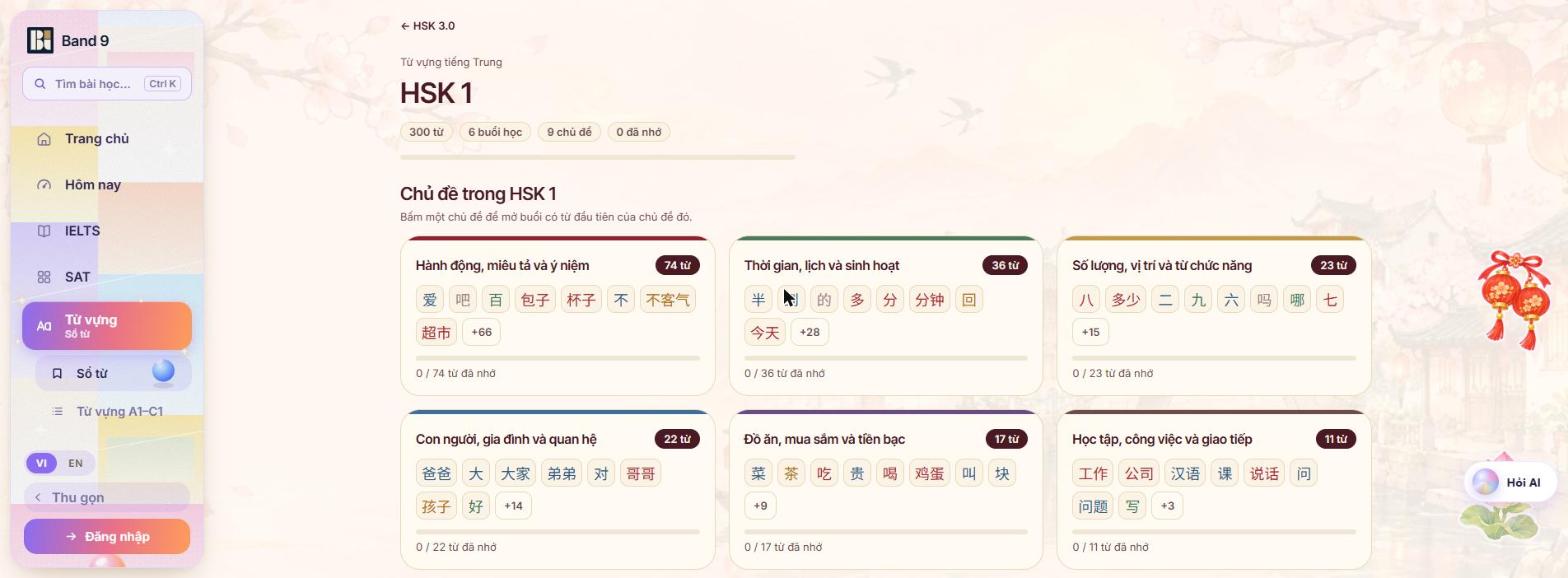 Band 9
Tìm bài học... Ctrl K
Trang chủ
Hôm nay
IELTS
SAT
Từ vựng
Sổ từ
Sổ từ
Từ vựng A1–C1
VI EN
Thu gọn
Đăng nhập
← HSK 3.0
Từ vựng tiếng Trung
HSK 1
300 từ 6 buổi học 9 chủ đề 0 đã nhớ
Chủ đề trong HSK 1
Bấm một chủ đề để mở buổi có từ đầu tiên của chủ đề đó.
Hành động, miêu tả và ý niệm 74 từ
爱 吧 百 包子 杯子 不 不客气
超市 +66
0 / 74 từ đã nhớ
Thời gian, lịch và sinh hoạt 36 từ
半 的 多 分 分钟 回
今天 +28
0 / 36 từ đã nhớ
Số lượng, vị trí và từ chức năng 23 từ
八 多少 二 九 六 吗 哪 七
+15
0 / 23 từ đã nhớ
Con người, gia đình và quan hệ 22 từ
爸爸 大 大家 弟弟 对 哥哥
孩子 好 +14
0 / 22 từ đã nhớ
Đồ ăn, mua sắm và tiền bạc 17 từ
菜 茶 吃 贵 喝 鸡蛋 叫 块
+9
0 / 17 từ đã nhớ
Học tập, công việc và giao tiếp 11 từ
工作 公司 汉语 课 说话 问
问题 写 +3
0 / 11 từ đã nhớ
Hỏi AI